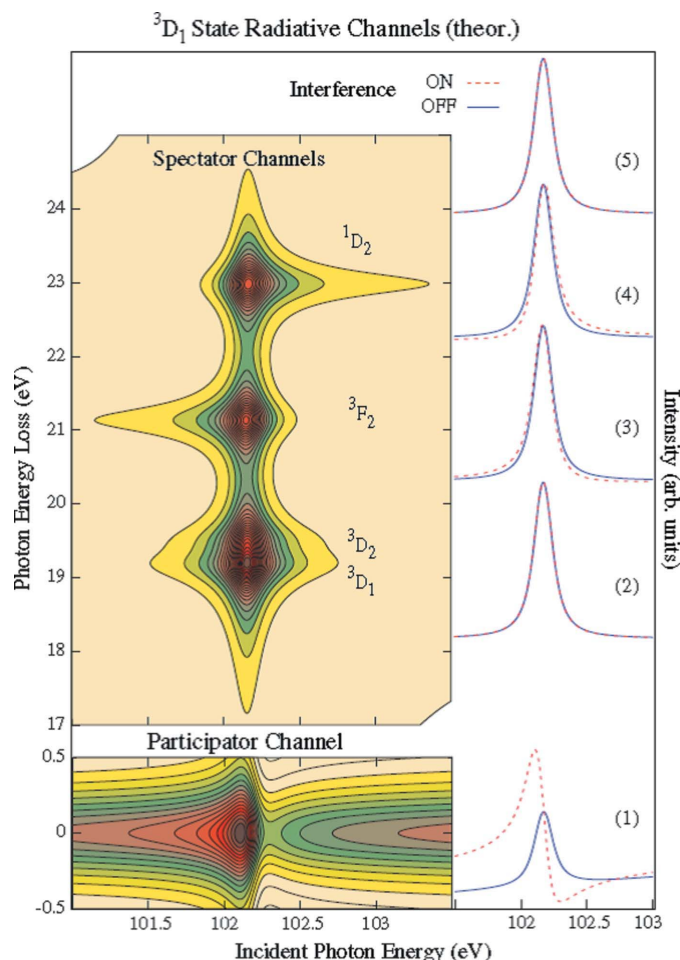 ³D₁ State Radiative Channels (theor.)
Interference
ON
OFF
Spectator Channels
(5)
24
¹D₂
23
(4)
22
³F₂
21
(3)
20
³D₂
19
³D₁
(2)
18
17
Photon Energy Loss (eV)
Intensity (arb. units)
Participator Channel
0.5
(1)
0
-0.5
101.5 102 102.5 103
102 102.5 103
Incident Photon Energy (eV)